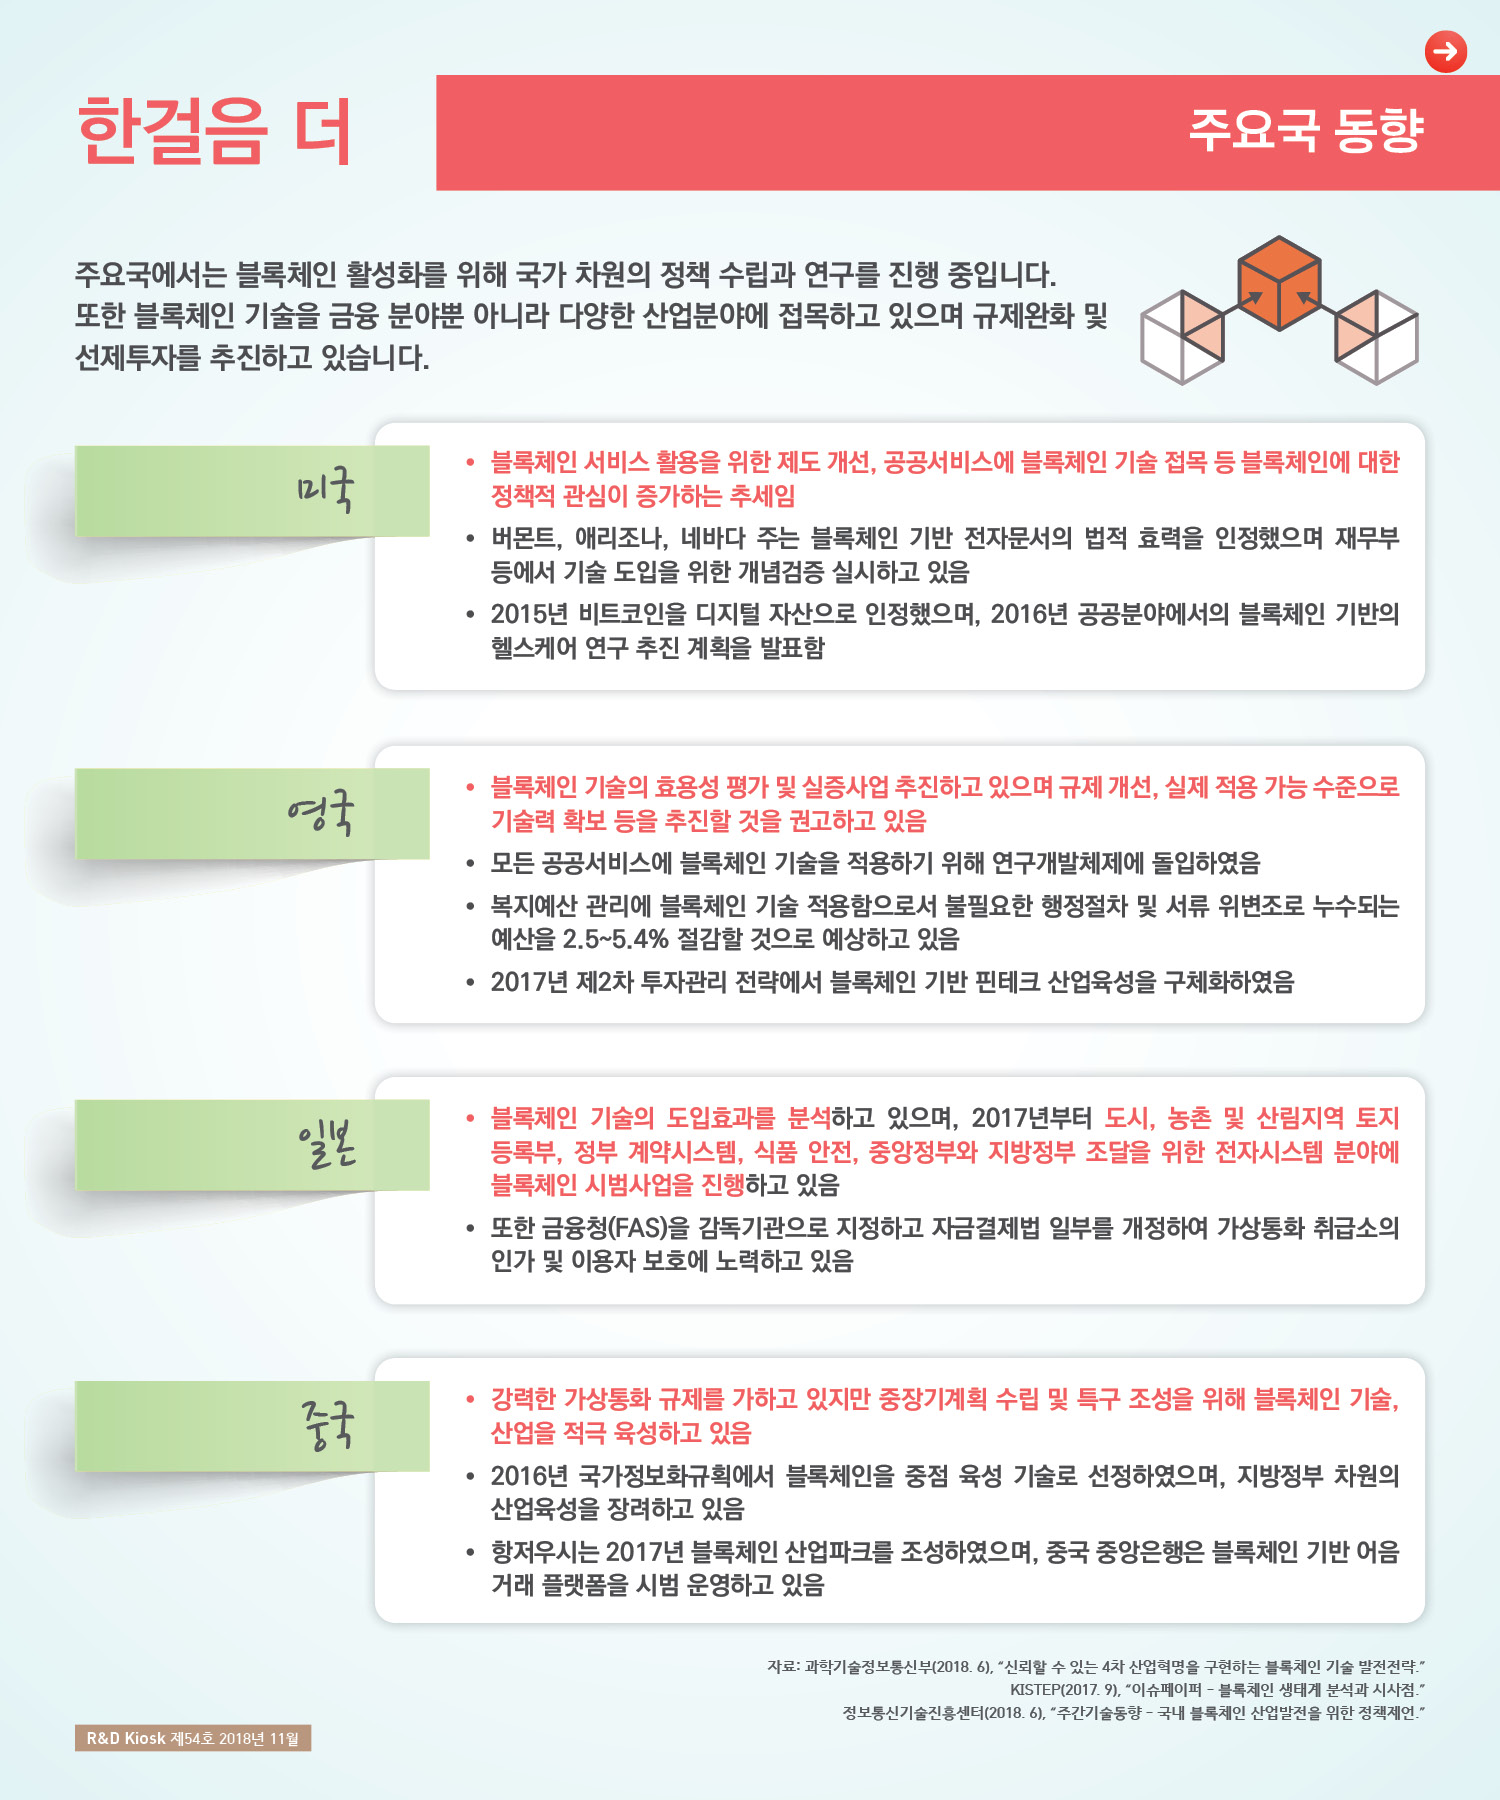 한걸음 더
주요국 동향
주요국에서는 블록체인 활성화를 위해 국가 차원의 정책 수립과 연구를 진행 중입니다.
또한 블록체인 기술을 금융 분야뿐 아니라 다양한 산업분야에 접목하고 있으며 규제완화 및
선제투자를 추진하고 있습니다.
미국
• 블록체인 서비스 활용을 위한 제도 개선, 공공서비스에 블록체인 기술 접목 등 블록체인에 대한
정책적 관심이 증가하는 추세임
• 버몬트, 애리조나, 네바다 주는 블록체인 기반 전자문서의 법적 효력을 인정했으며 재무부
등에서 기술 도입을 위한 개념검증 실시하고 있음
• 2015년 비트코인을 디지털 자산으로 인정했으며, 2016년 공공분야에서의 블록체인 기반의
헬스케어 연구 추진 계획을 발표함
영국
• 블록체인 기술의 효용성 평가 및 실증사업 추진하고 있으며 규제 개선, 실제 적용 가능 수준으로
기술력 확보 등을 추진할 것을 권고하고 있음
• 모든 공공서비스에 블록체인 기술을 적용하기 위해 연구개발체제에 돌입하였음
• 복지예산 관리에 블록체인 기술 적용함으로서 불필요한 행정절차 및 서류 위변조로 누수되는
예산을 2.5~5.4% 절감할 것으로 예상하고 있음
• 2017년 제2차 투자관리 전략에서 블록체인 기반 핀테크 산업육성을 구체화하였음
일본
• 블록체인 기술의 도입효과를 분석하고 있으며, 2017년부터 도시, 농촌 및 산림지역 토지
등록부, 정부 계약시스템, 식품 안전, 중앙정부와 지방정부 조달을 위한 전자시스템 분야에
블록체인 시범사업을 진행하고 있음
• 또한 금융청(FAS)을 감독기관으로 지정하고 자금결제법 일부를 개정하여 가상통화 취급소의
인가 및 이용자 보호에 노력하고 있음
중국
• 강력한 가상통화 규제를 가하고 있지만 중장기계획 수립 및 특구 조성을 위해 블록체인 기술,
산업을 적극 육성하고 있음
• 2016년 국가정보화규획에서 블록체인을 중점 육성 기술로 선정하였으며, 지방정부 차원의
산업육성을 장려하고 있음
• 항저우시는 2017년 블록체인 산업파크를 조성하였으며, 중국 중앙은행은 블록체인 기반 어음
거래 플랫폼을 시범 운영하고 있음
자료: 과학기술정보통신부(2018. 6), “신뢰할 수 있는 4차 산업혁명을 구현하는 블록체인 기술 발전전략.”
KISTEP(2017. 9), “이슈페이퍼 - 블록체인 생태계 분석과 시사점.”
정보통신기술진흥센터(2018. 6), “주간기술동향 - 국내 블록체인 산업발전을 위한 정책제언.”
R&D Kiosk 제54호 2018년 11월